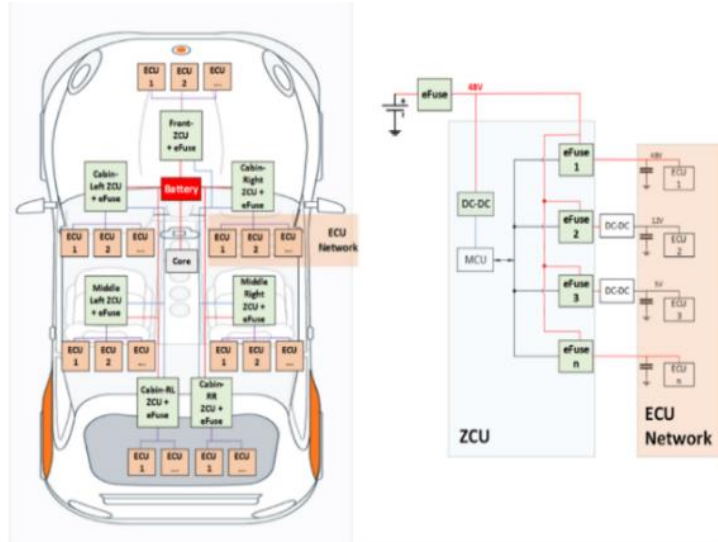 ECU
1
ECU
2
ECU
...
Front-
ZCU
+ eFuse
Cabin-
Left ZCU
+ eFuse
Battery
Cabin-
Right
ZCU +
eFuse
ECU
1
ECU
2
ECU
...
ECU
1
ECU
2
ECU
...
ECU
Network
Core
Middle
Left ZCU
+ eFuse
Middle
Right
ZCU +
eFuse
ECU
1
ECU
2
ECU
...
ECU
1
ECU
2
ECU
...
Cabin-RL
ZCU +
eFuse
Cabin-
RR
ZCU +
eFuse
ECU
1
ECU
...
ECU
1
ECU
...
eFuse
48V
+
DC-DC
MCU
eFuse
1
eFuse
2
eFuse
3
eFuse
n
ZCU
DC-DC
DC-DC
48V
ECU
1
12V
ECU
2
5V
ECU
3
ECU
n
ECU
Network